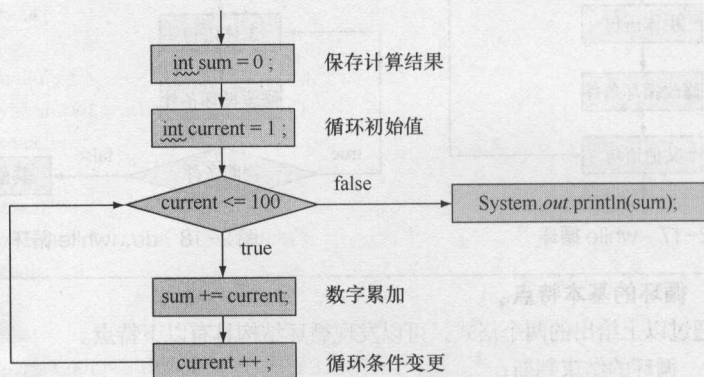 int sum = 0 ; 保存计算结果
int current = 1 ; 循环初始值
current <= 100
false
System.out.println(sum);
true
sum += current; 数字累加
current ++ ; 循环条件变更